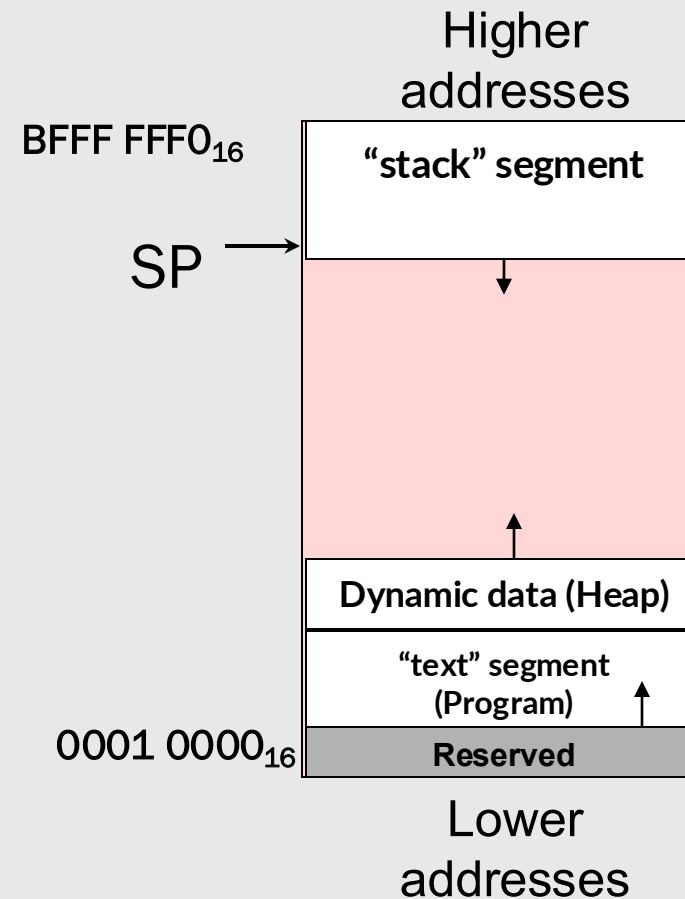 Higher
addresses
BFFF FFF0₁₆
“stack” segment
SP
Dynamic data (Heap)
“text” segment
(Program)
0001 0000₁₆
Reserved
Lower
addresses